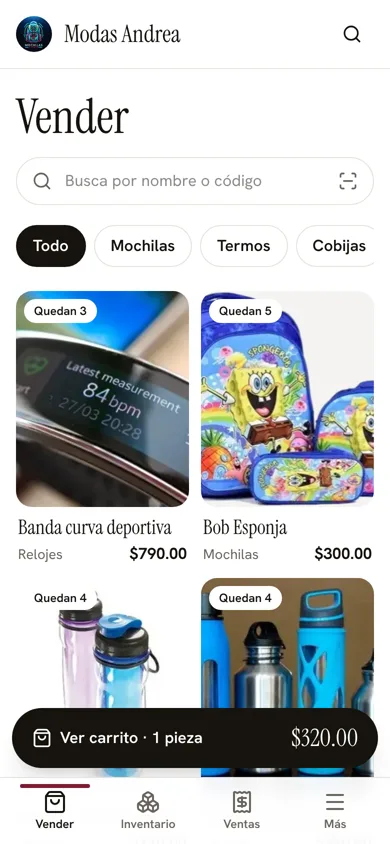 Modas Andrea
Vender
Busca por nombre o código
Todo
Mochilas
Termos
Cobijas
Quedan 3
Latest measurement
84 bpm
27/03 20:28
Quedan 5
SPONGEBOB
Banda curva deportiva
Relojes
$790.00
Bob Esponja
Mochilas
$300.00
Quedan 4
Quedan 4
Ver carrito · 1 pieza
$320.00
Vender
Inventario
Ventas
Más